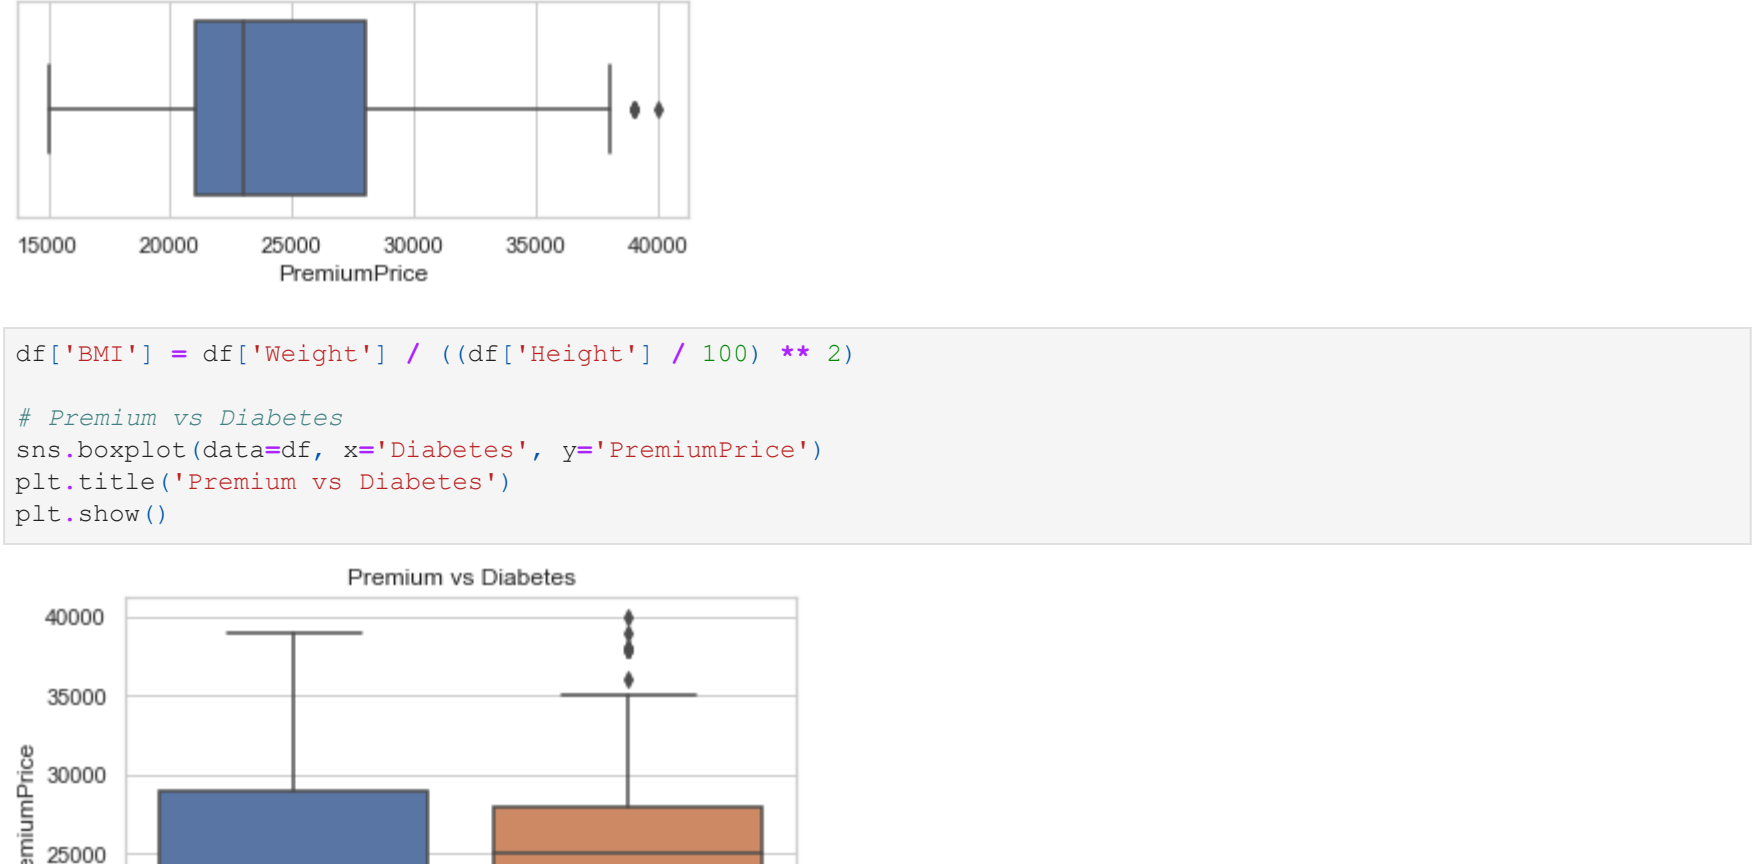 15000 20000 25000 30000 35000 40000
PremiumPrice
df['BMI'] = df['Weight'] / ((df['Height'] / 100) ** 2)
# Premium vs Diabetes
sns.boxplot(data=df, x='Diabetes', y='PremiumPrice')
plt.title('Premium vs Diabetes')
plt.show()
Premium vs Diabetes
40000
35000
30000
25000